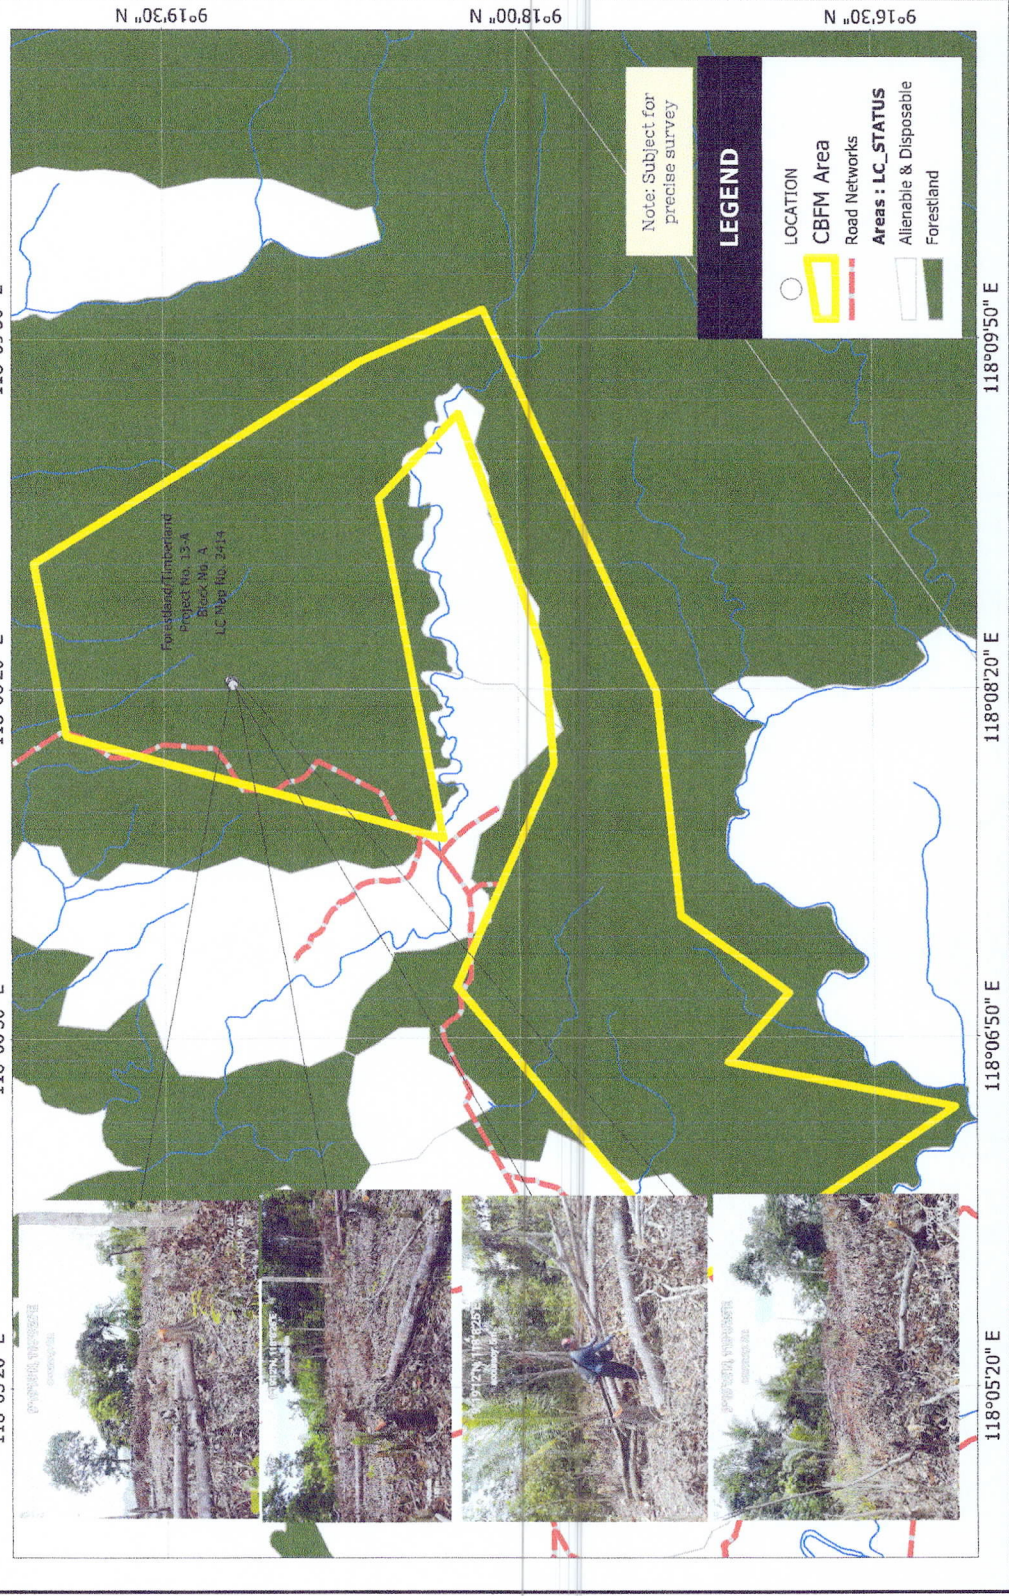 9°19'30" N
9°18'00" N
9°16'30" N
Forestland/Timberland
Project No. 13-A
Block No. A
LC Map No. 2414
Note: Subject for
precise survey
LEGEND
LOCATION
CBFM Area
Road Networks
Areas : LC_STATUS
Alienable & Disposable
Forestland
118°05'20" E
118°06'50" E
118°08'20" E
118°09'50" E